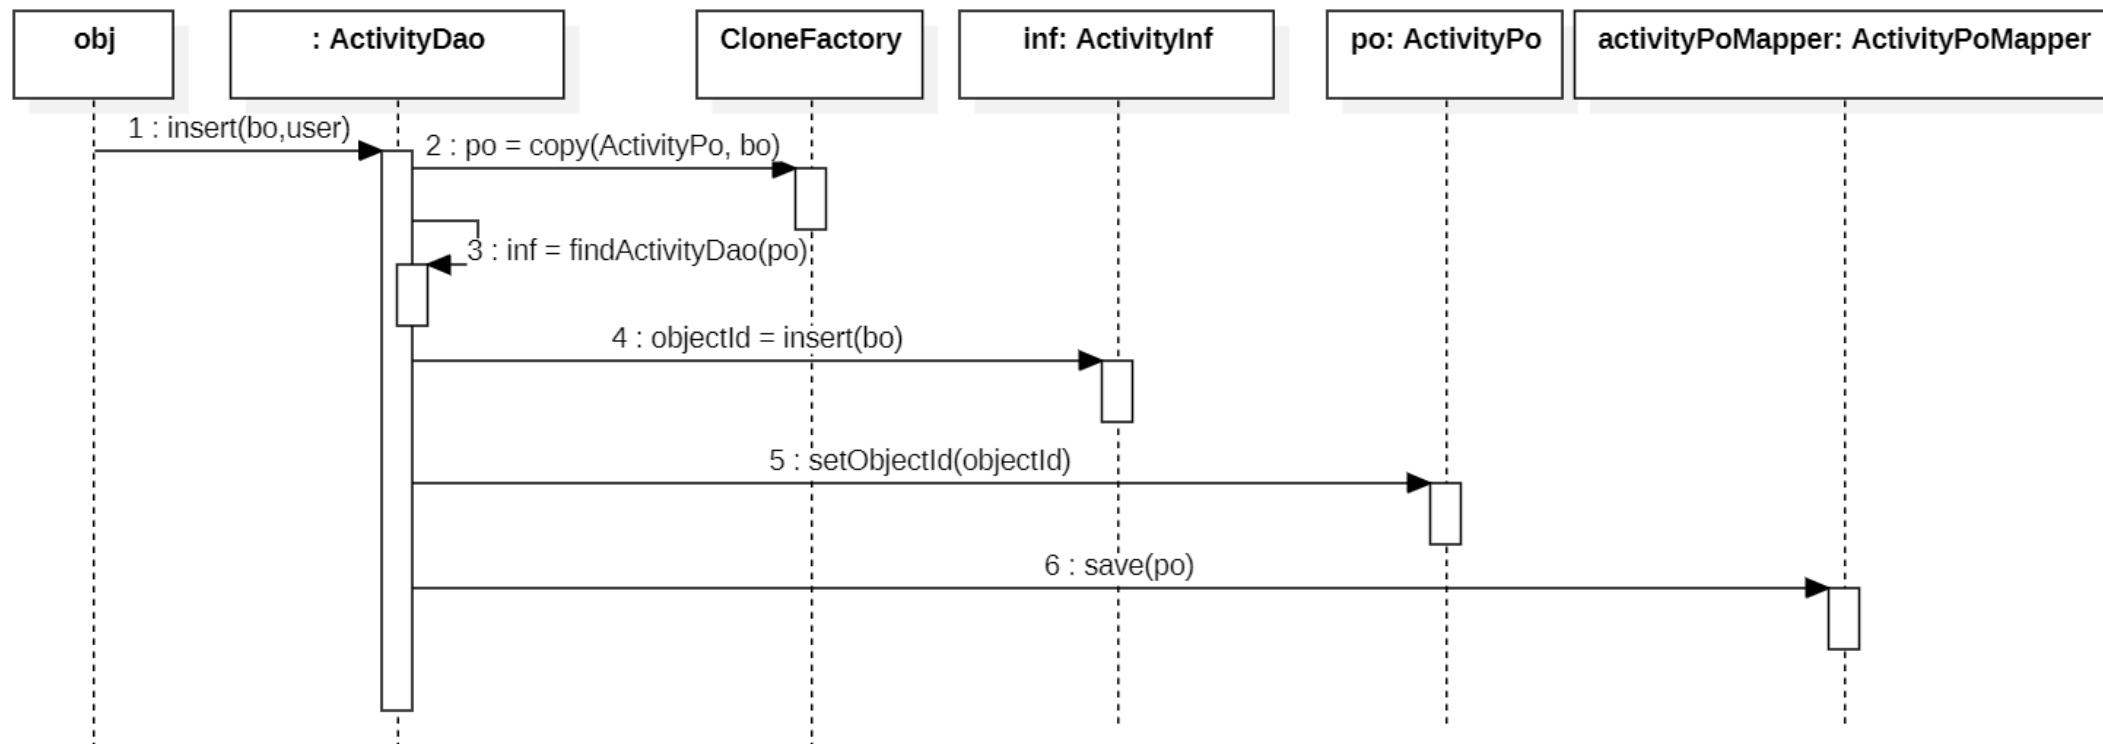 obj
: ActivityDao
CloneFactory
inf: ActivityInf
po: ActivityPo
activityPoMapper: ActivityPoMapper
1 : insert(bo,user)
2 : po = copy(ActivityPo, bo)
3 : inf = findActivityDao(po)
4 : objectId = insert(bo)
5 : setObjectId(objectId)
6 : save(po)